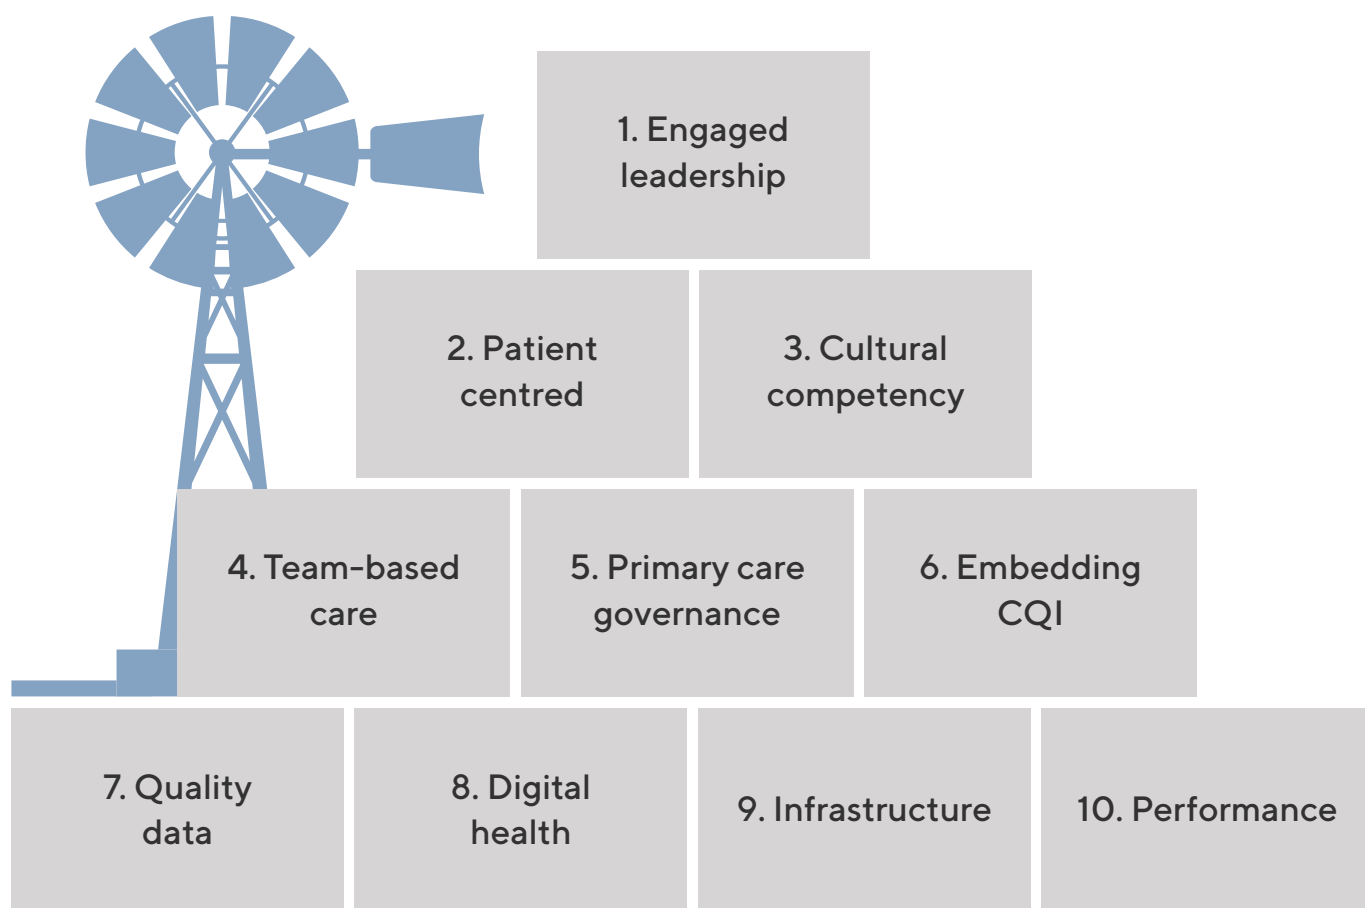 1. Engaged
leadership
2. Patient
centred
3. Cultural
competency
4. Team-based
care
5. Primary care
governance
6. Embedding
CQI
7. Quality
data
8. Digital
health
9. Infrastructure
10. Performance